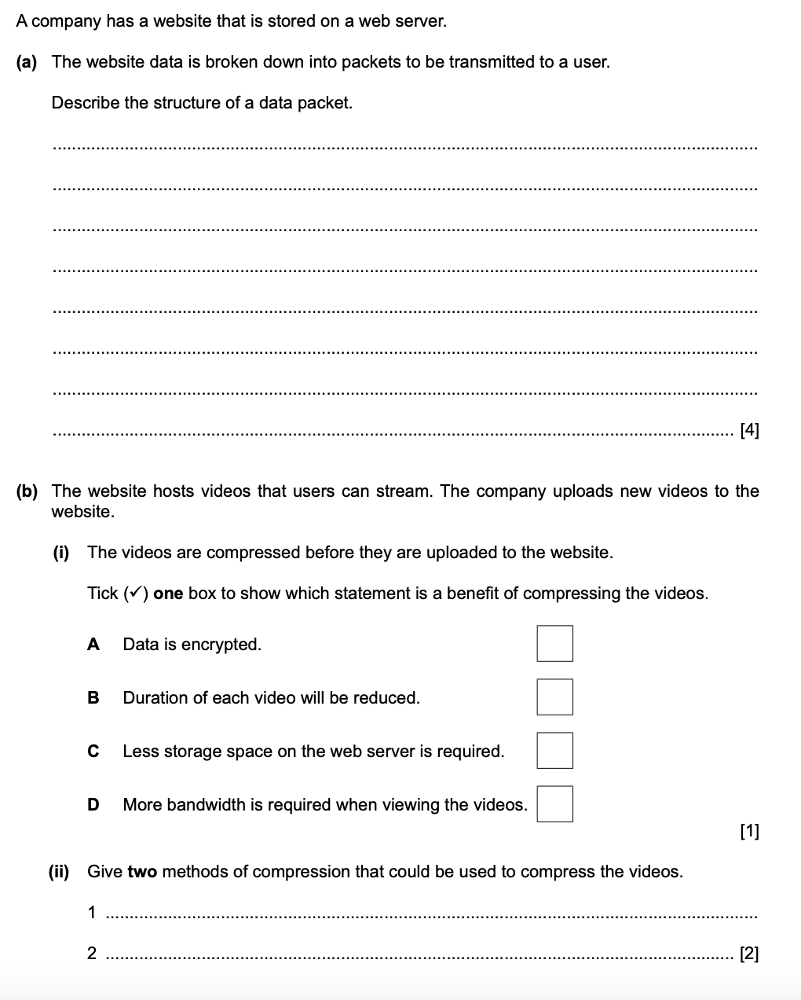 A company has a website that is stored on a web server.
(a) The website data is broken down into packets to be transmitted to a user.
Describe the structure of a data packet.
[4]
(b) The website hosts videos that users can stream. The company uploads new videos to the
website.
(i) The videos are compressed before they are uploaded to the website.
Tick (✓) one box to show which statement is a benefit of compressing the videos.
A Data is encrypted.
B Duration of each video will be reduced.
C Less storage space on the web server is required.
D More bandwidth is required when viewing the videos.
[1]
(ii) Give two methods of compression that could be used to compress the videos.
1
2 [2]